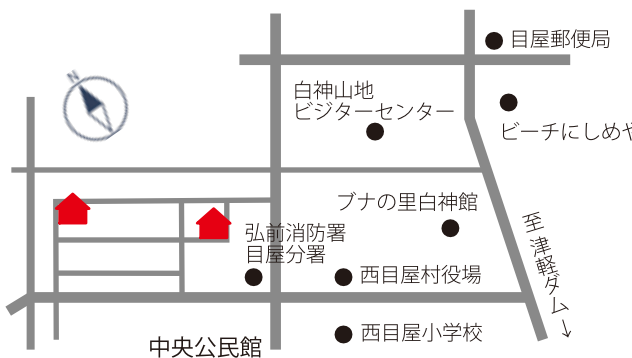 目屋郵便局
N
白神山地
ビジターセンター
ビーチにしめや
ブナの里白神館
至 津軽ダム→
弘前消防署
目屋分署
西目屋村役場
西目屋小学校
中央公民館